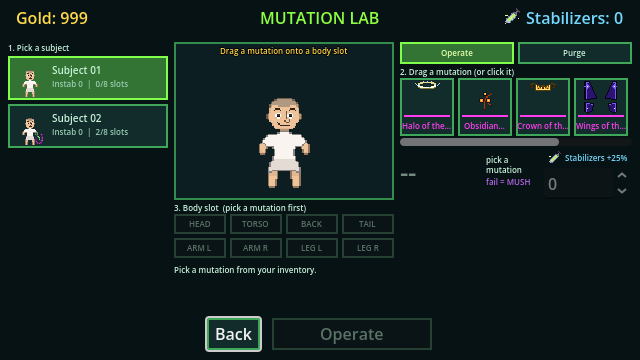 Gold: 999
MUTATION LAB
Stabilizers: 0
1. Pick a subject
Subject 01
Instab 0 | 0/8 slots
Subject 02
Instab 0 | 2/8 slots
Drag a mutation onto a body slot
3. Body slot (pick a mutation first)
HEAD
TORSO
BACK
TAIL
ARM L
ARM R
LEG L
LEG R
Pick a mutation from your inventory.
Operate
Purge
2. Drag a mutation (or click it)
Halo of the...
Obsidian...
Crown of th...
Wings of th...
--
pick a
mutation
fail = MUSH
Stabilizers +25%
0
Back
Operate